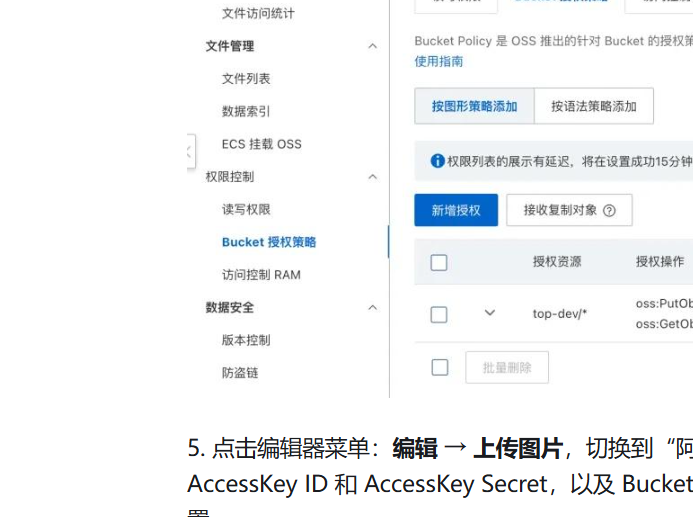 文件访问统计
文件管理
文件列表
数据索引
ECS 挂载 OSS
权限控制
读写权限
Bucket 授权策略
访问控制 RAM
数据安全
版本控制
防盗链
Bucket Policy 是 OSS 推出的针对 Bucket 的授权策
使用指南
按图形策略添加 按语法策略添加
权限列表的展示有延迟，将在设置成功15分钟
新增授权 接收复制对象
授权资源 授权操作
top-dev/* oss:PutOb
oss:GetOb
批量删除
5. 点击编辑器菜单：编辑 → 上传图片，切换到“阿
AccessKey ID 和 AccessKey Secret，以及 Bucket